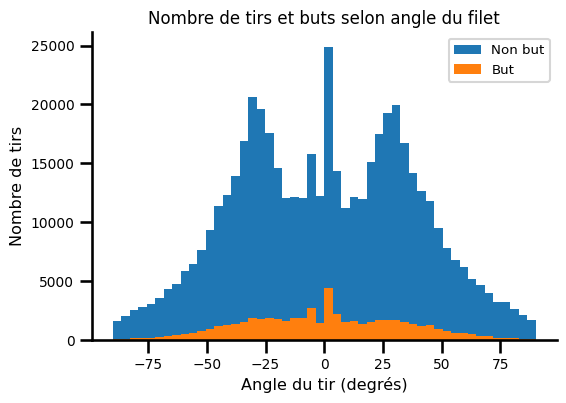 Nombre de tirs et buts selon angle du filet
Non but
But
Nombre de tirs
25000
20000
15000
10000
5000
0
−75
−50
−25
0
25
50
75
Angle du tir (degrés)